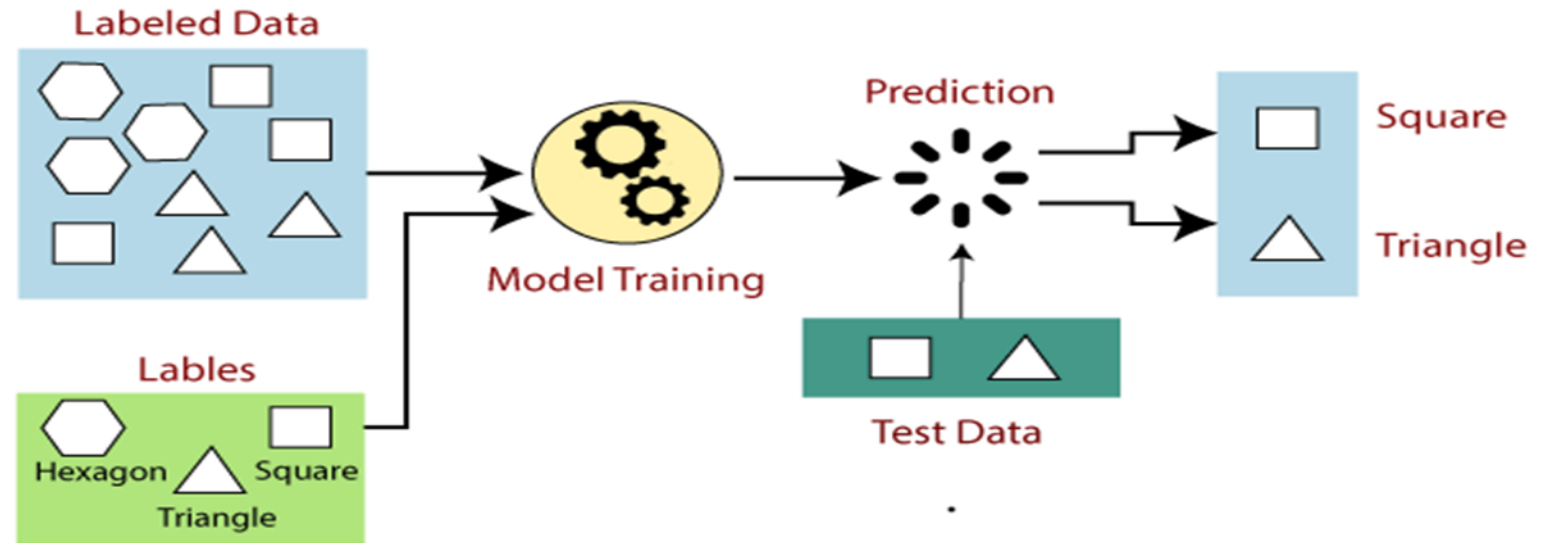 Labeled Data
Prediction
Square
Model Training
Triangle
Lables
Hexagon
Square
Triangle
Test Data